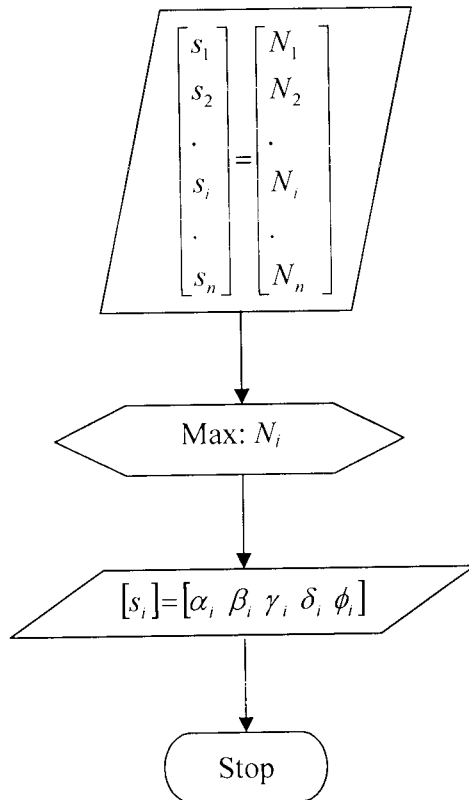 [s₁] = [N₁]
[s₂] [N₂]
. .
[sᵢ] = [Nᵢ]
. .
[sₙ] [Nₙ]
Max: Nᵢ
[sᵢ]=[αᵢ βᵢ γᵢ δᵢ ϕᵢ]
Stop